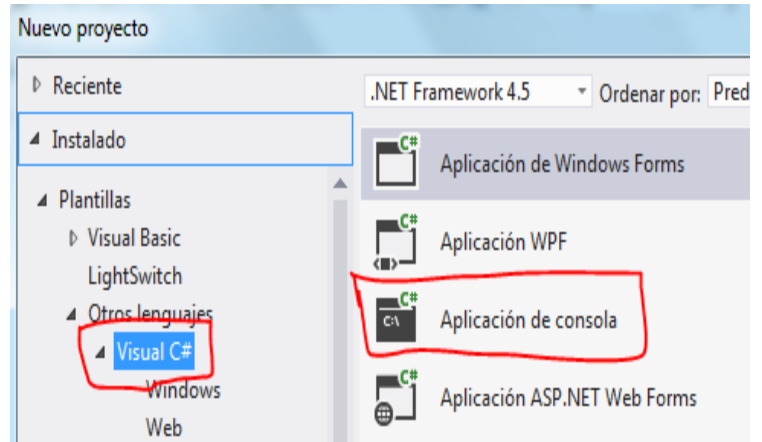 Nuevo proyecto
Reciente
Instalado
Plantillas
Visual Basic
LightSwitch
Otros lenguajes
Visual C#
Windows
Web
.NET Framework 4.5
Ordenar por: Pred
C#
Aplicación de Windows Forms
C#
Aplicación WPF
C#
C:\
Aplicación de consola
C#
Aplicación ASP.NET Web Forms